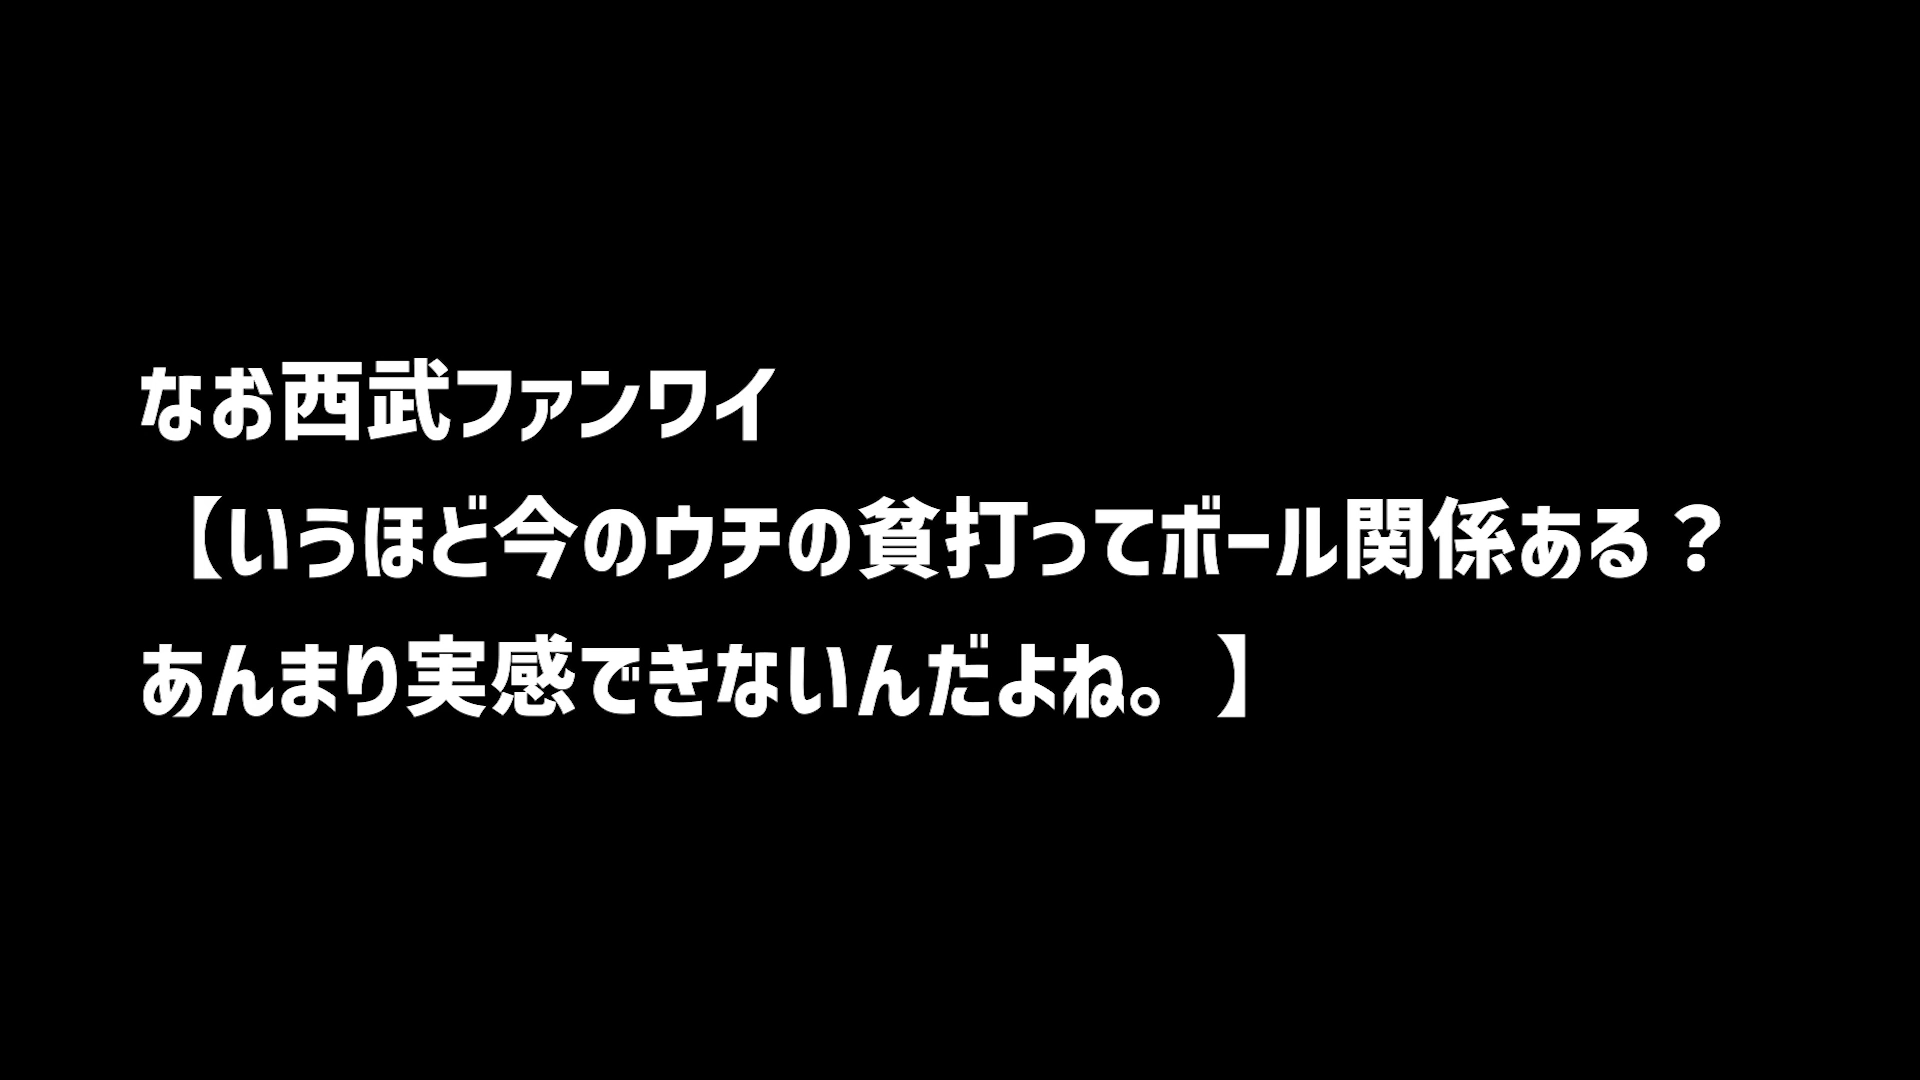 なお西武ファンワイ
【いうほど今のウチの貧打ってボール関係ある？
あんまり実感できないんだよね。】